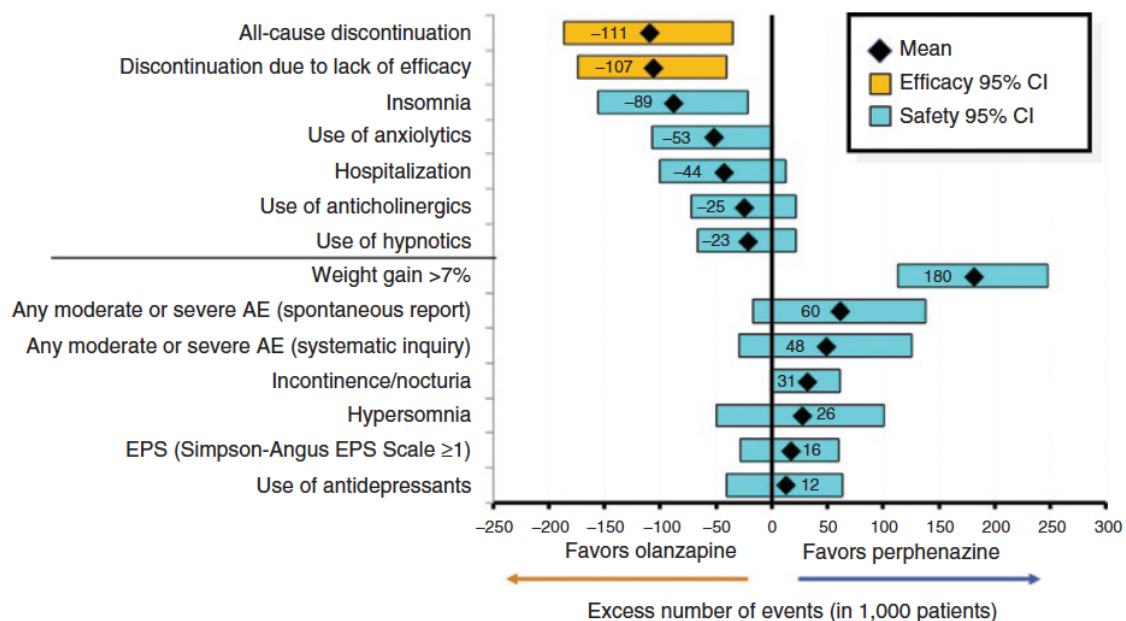 All-cause discontinuation −111
Discontinuation due to lack of efficacy −107
Insomnia −89
Use of anxiolytics −53
Hospitalization −44
Use of anticholinergics −25
Use of hypnotics −23
Weight gain >7% 180
Any moderate or severe AE (spontaneous report) 60
Any moderate or severe AE (systematic inquiry) 48
Incontinence/nocturia 31
Hypersomnia 26
EPS (Simpson-Angus EPS Scale ≥1) 16
Use of antidepressants 12
Mean
Efficacy 95% CI
Safety 95% CI
−250 −200 −150 −100 −50 0 50 100 150 200 250 300
Favors olanzapine Favors perphenazine
Excess number of events (in 1,000 patients)